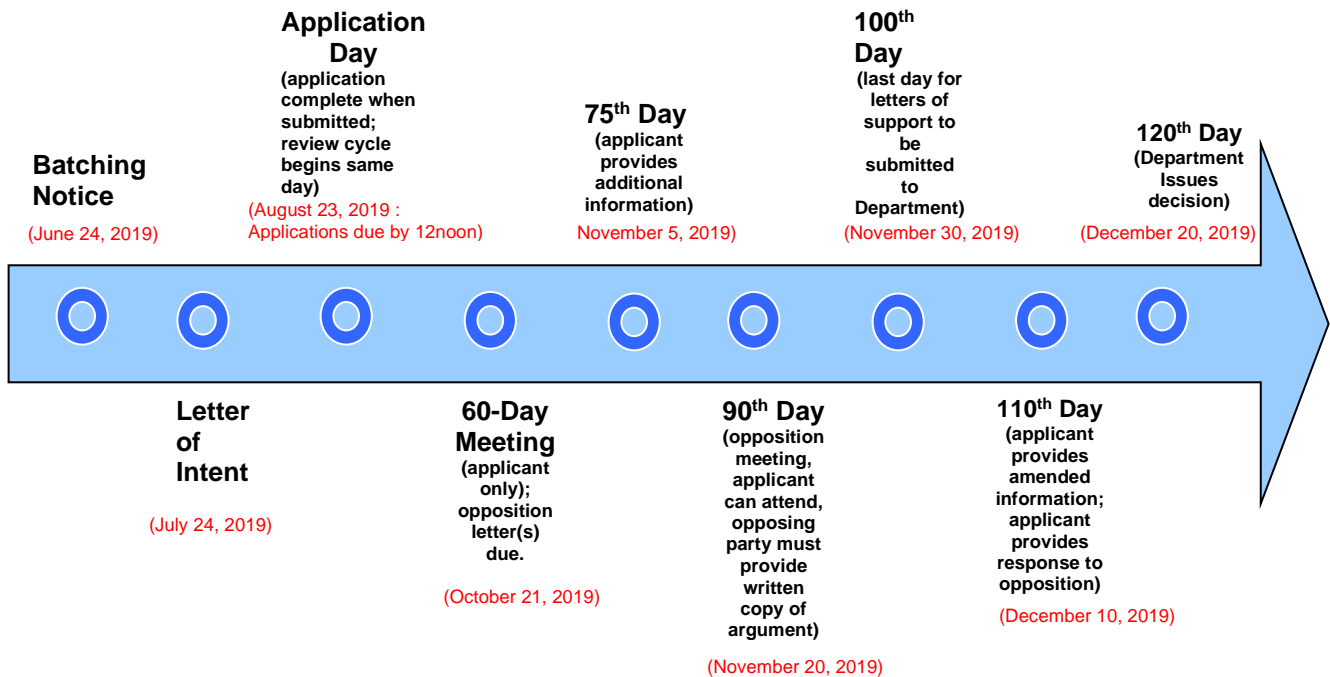 Batching
Notice
(June 24, 2019)
Application
Day
(application
complete when
submitted;
review cycle
begins same
day)
(August 23, 2019 :
Applications due by 12noon)
75th Day
(applicant
provides
additional
information)
November 5, 2019)
100th
Day
(last day for
letters of
support to
be
submitted
to
Department)
(November 30, 2019)
120th Day
(Department
Issues
decision)
(December 20, 2019)
Letter
of
Intent
(July 24, 2019)
60-Day
Meeting
(applicant
only);
opposition
letter(s)
due.
(October 21, 2019)
90th Day
(opposition
meeting,
applicant
can attend,
opposing
party must
provide
written
copy of
argument)
(November 20, 2019)
110th Day
(applicant
provides
amended
information;
applicant
provides
response to
opposition)
(December 10, 2019)